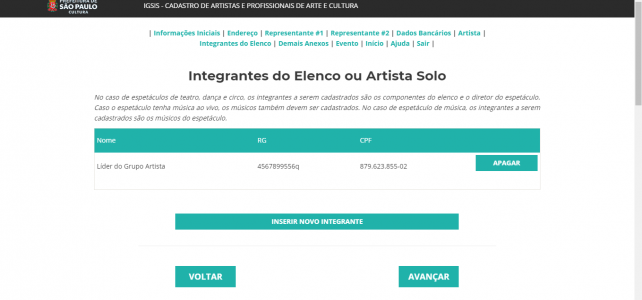 PREFEITURA DE
SÃO PAULO
CULTURA
IGSIS - CADASTRO DE ARTISTAS E PROFISSIONAIS DE ARTE E CULTURA
| Informações Iniciais | Endereço | Representante #1 | Representante #2 | Dados Bancários | Artista |
Integrantes do Elenco | Demais Anexos | Evento | Início | Ajuda | Sair |
Integrantes do Elenco ou Artista Solo
No caso de espetáculos de teatro, dança e circo, os integrantes a serem cadastrados são os componentes do elenco e o diretor do espetáculo.
Caso o espetáculo tenha música ao vivo, os músicos também devem ser cadastrados. No caso de espetáculo de música, os integrantes a serem
cadastrados são os músicos do espetáculo.
Nome RG CPF
Líder do Grupo Artista 4567899556q 879.623.855-02 APAGAR
INSERIR NOVO INTEGRANTE
VOLTAR AVANÇAR